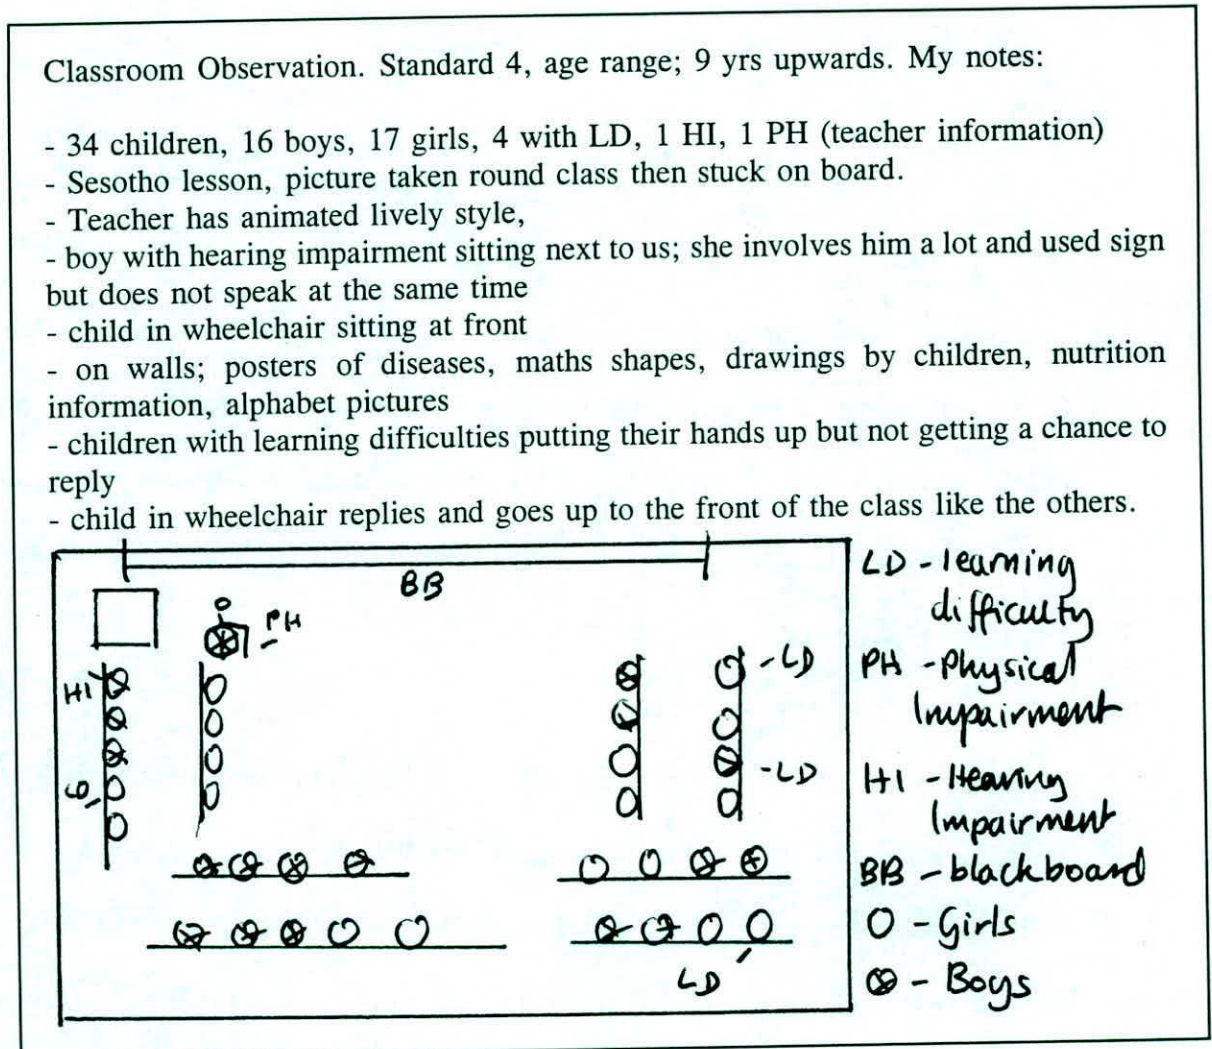 Classroom Observation. Standard 4, age range; 9 yrs upwards. My notes:
- 34 children, 16 boys, 17 girls, 4 with LD, 1 HI, 1 PH (teacher information)
- Sesotho lesson, picture taken round class then stuck on board.
- Teacher has animated lively style,
- boy with hearing impairment sitting next to us; she involves him a lot and used sign
but does not speak at the same time
- child in wheelchair sitting at front
- on walls; posters of diseases, maths shapes, drawings by children, nutrition
information, alphabet pictures
- children with learning difficulties putting their hands up but not getting a chance to
reply
- child in wheelchair replies and goes up to the front of the class like the others.
BB
PH
HI
-LD
-LD
LD
LD - learning
difficulty
PH - Physical
Impairment
HI - Hearing
Impairment
BB - blackboard
O - Girls
⊗ - Boys